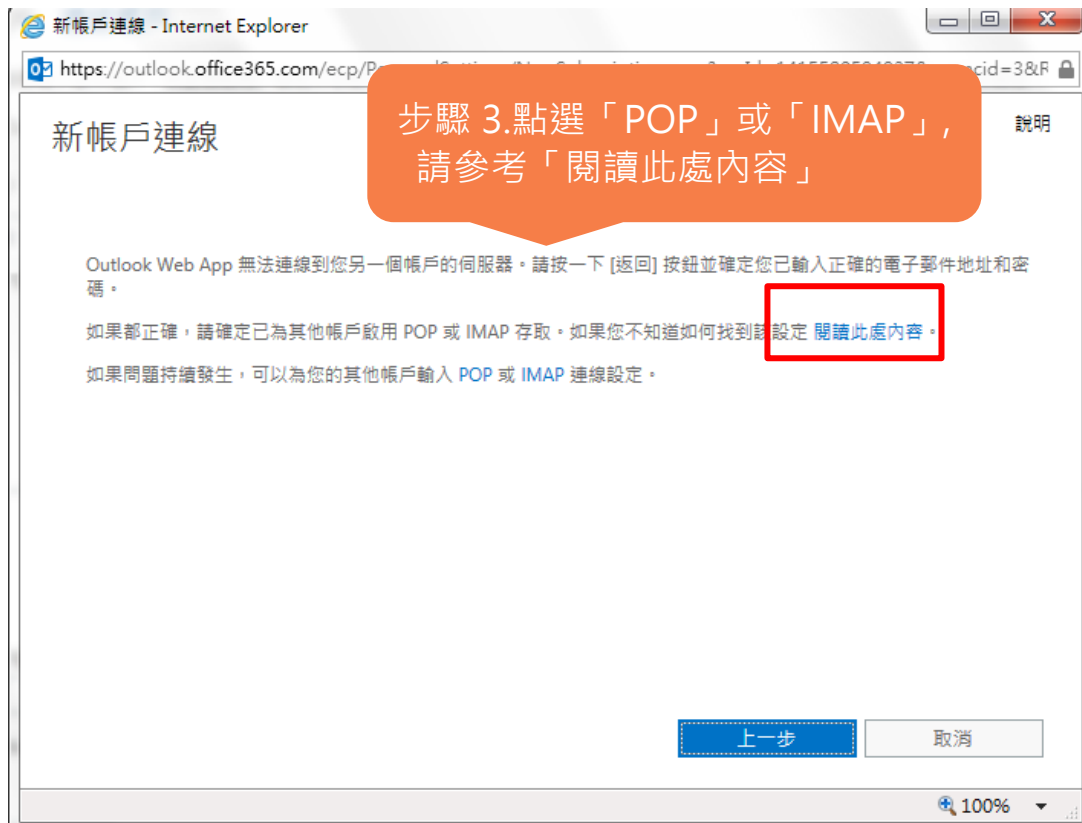 新帳戶連線 - Internet Explorer
https://outlook.office365.com/ecp/
cid=3&R
步驟 3.點選「POP」或「IMAP」,
請參考「閱讀此處內容」
新帳戶連線
說明
Outlook Web App 無法連線到您另一個帳戶的伺服器。請按一下 [返回] 按鈕並確定您已輸入正確的電子郵件地址和密
碼。
如果都正確，請確定已為其他帳戶啟用 POP 或 IMAP 存取。如果您不知道如何找到該設定 閱讀此處內容。
如果問題持續發生，可以為您的其他帳戶輸入 POP 或 IMAP 連線設定。
上一步
取消
100%